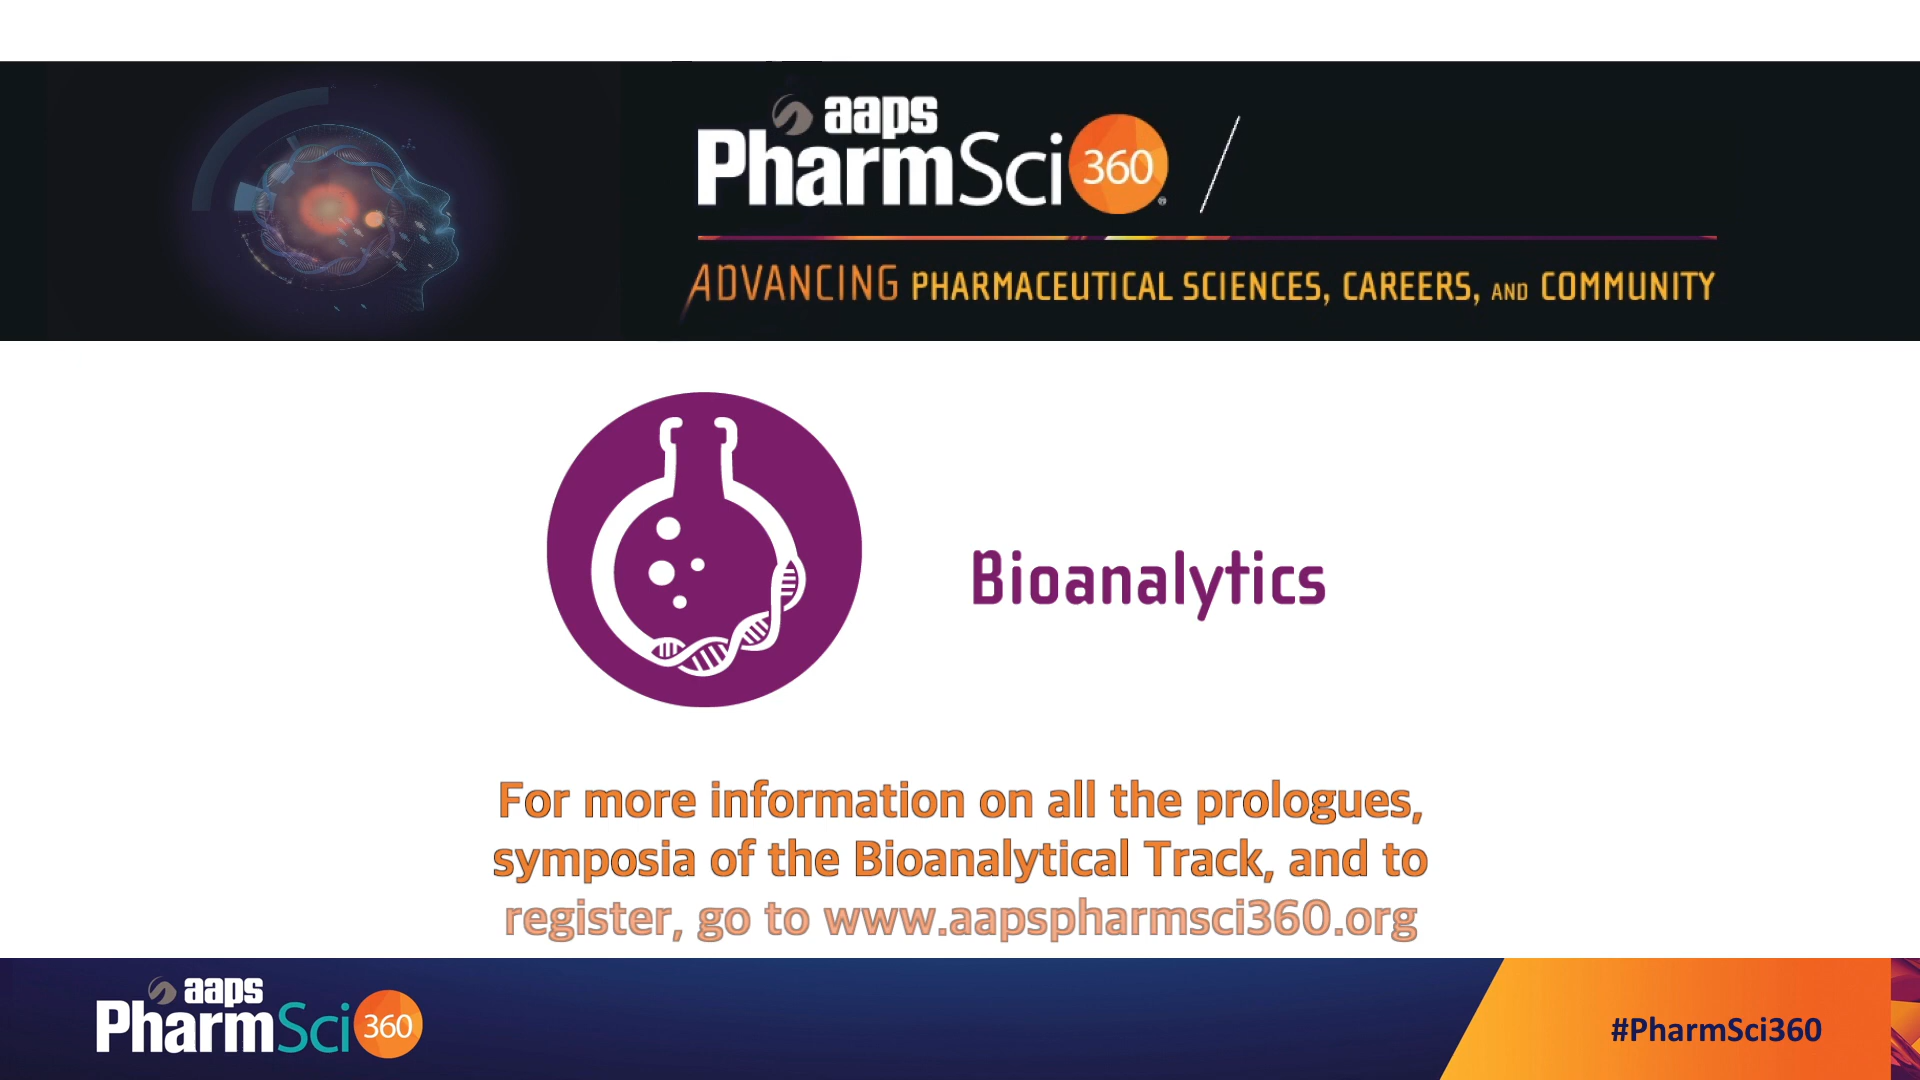 aaps
PharmSci 360
ADVANCING PHARMACEUTICAL SCIENCES, CAREERS, AND COMMUNITY
Bioanalytics
For more information on all the prologues,
symposia of the Bioanalytical Track, and to
register, go to www.aapspharmsci360.org
aaps
PharmSci 360
#PharmSci360